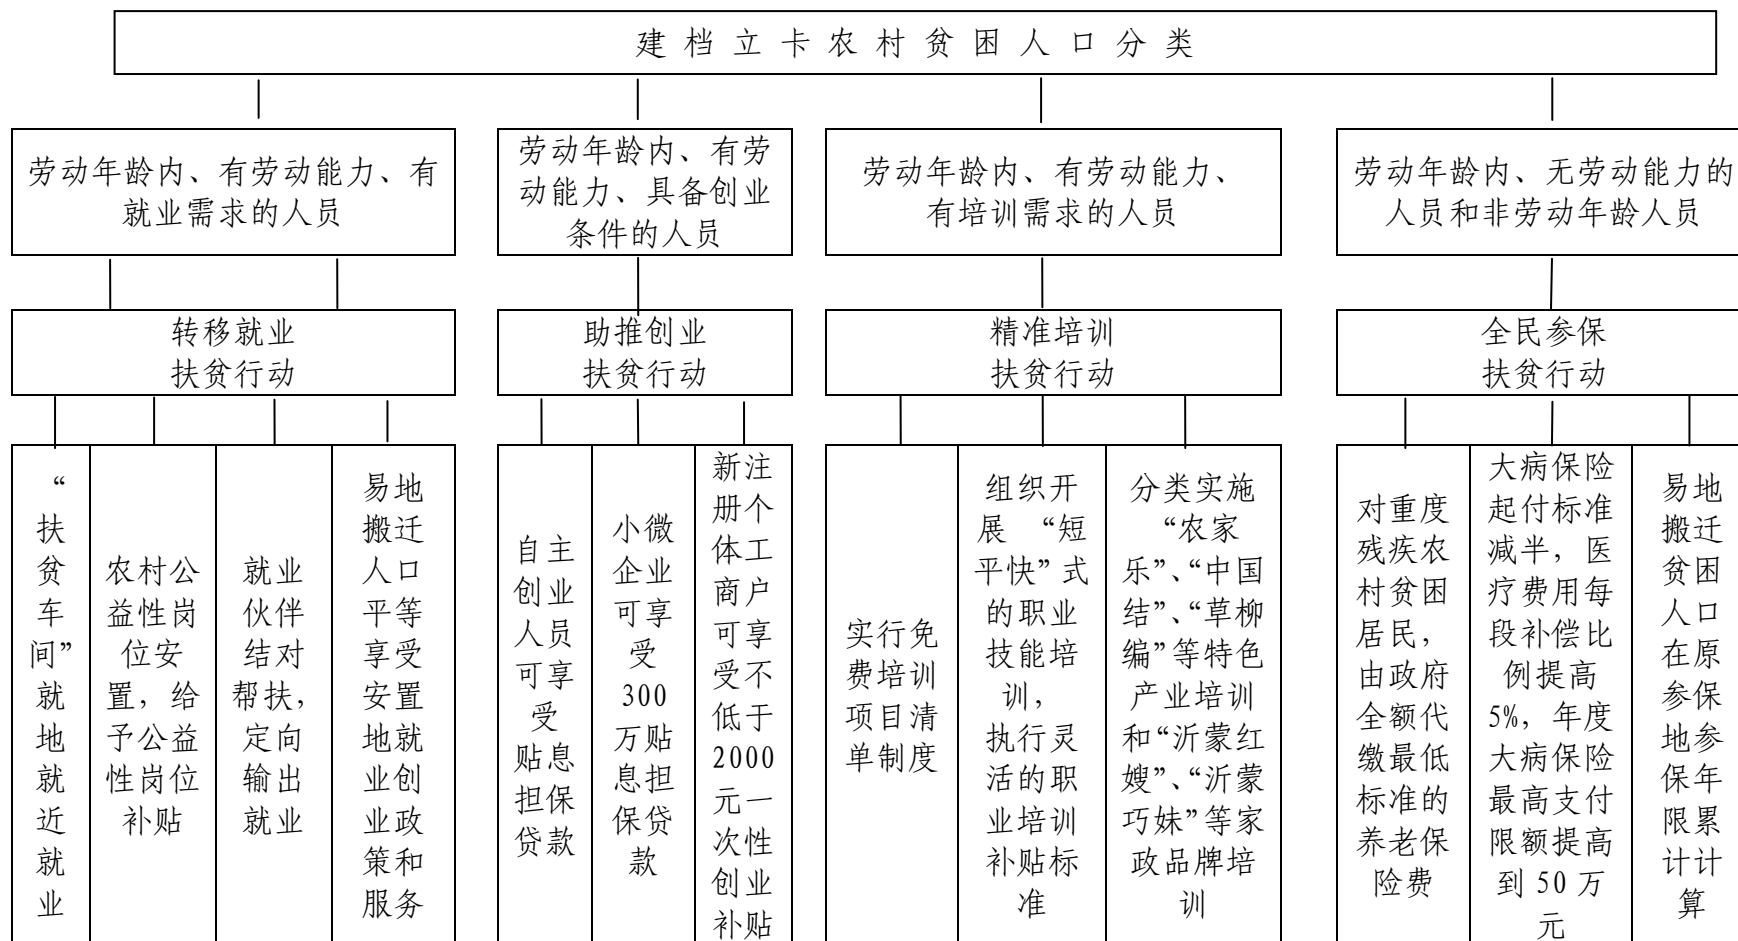 建档立卡农村贫困人口分类
劳动年龄内、有劳动能力、有
就业需求的人员
劳动年龄内、有劳
动能力、具备创业
条件的人员
劳动年龄内、有劳动能力、
有培训需求的人员
劳动年龄内、无劳动能力的
人员和非劳动年龄人员
转移就业
扶贫行动
助推创业
扶贫行动
精准培训
扶贫行动
全民参保
扶贫行动
“
扶
贫
车
间”
就
地
就
近
就
业
农村公
益性岗
位安
置，给
予公益
性岗位
补贴
就业
伙伴
结对
帮扶，
定向
输出
就业
易地
搬迁
人口
平等
享受
安置
地就
业创
业政
策和
服务
自主
创业
人员
可享
受
贴息
担保
贷款
小微
企业
可享
受
300
万贴
息担
保贷
款
新注
册个
体工
商户
可享
受不
低于
2000
元一
次性
创业
补贴
实行免
费培训
项目清
单制度
组织开
展 “短
平快”式
的职业
技能培
训，
执行灵
活的职
业培训
补贴标
准
分类实施
“农家
乐”、“中国
结”、“草柳
编”等特色
产业培训
和“沂蒙红
嫂”、“沂蒙
巧妹”等家
政品牌培
训
对重度
残疾农
村贫困
居民，
由政府
全额代
缴最低
标准的
养老保
险费
大病保险
起付标准
减半，医
疗费用每
段补偿比
例提高
5%，年度
大病保险
最高支付
限额提高
到 50 万
元
易地
搬迁
贫困
人口
在原
参保
地参
保年
限累
计计
算